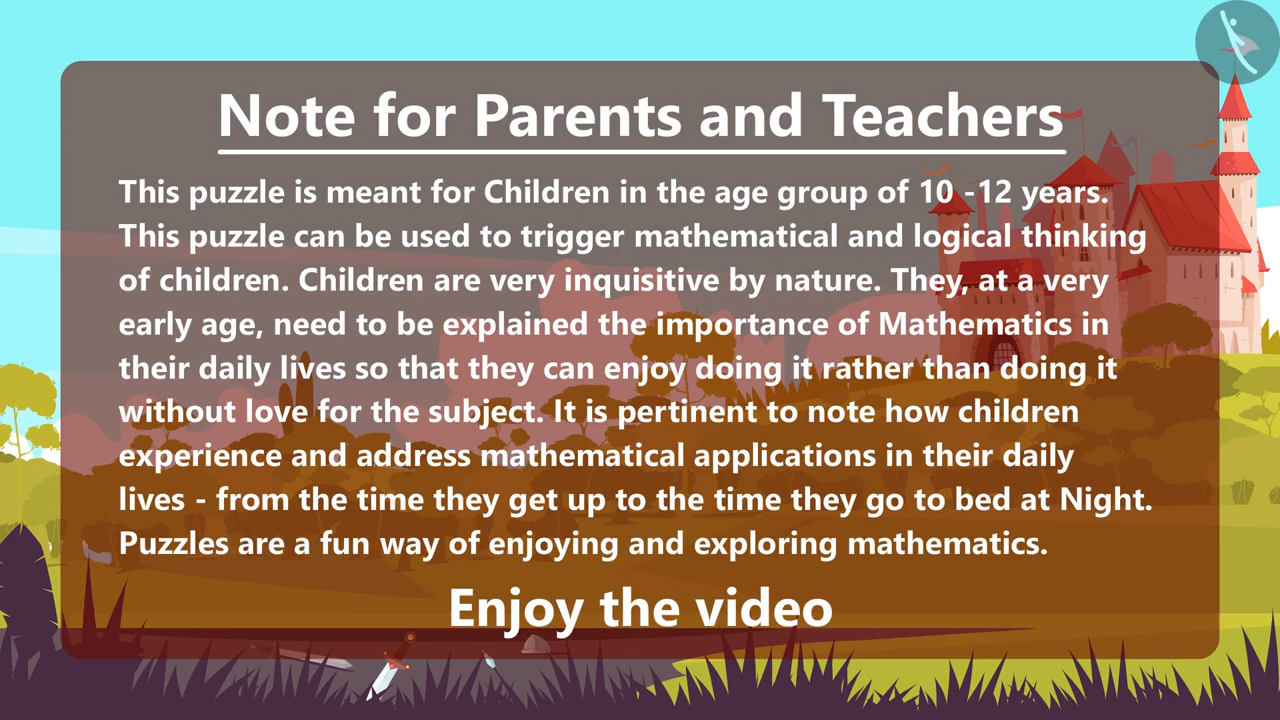 Note for Parents and Teachers
This puzzle is meant for Children in the age group of 10 -12 years.
This puzzle can be used to trigger mathematical and logical thinking
of children. Children are very inquisitive by nature. They, at a very
early age, need to be explained the importance of Mathematics in
their daily lives so that they can enjoy doing it rather than doing it
without love for the subject. It is pertinent to note how children
experience and address mathematical applications in their daily
lives - from the time they get up to the time they go to bed at Night.
Puzzles are a fun way of enjoying and exploring mathematics.
Enjoy the video